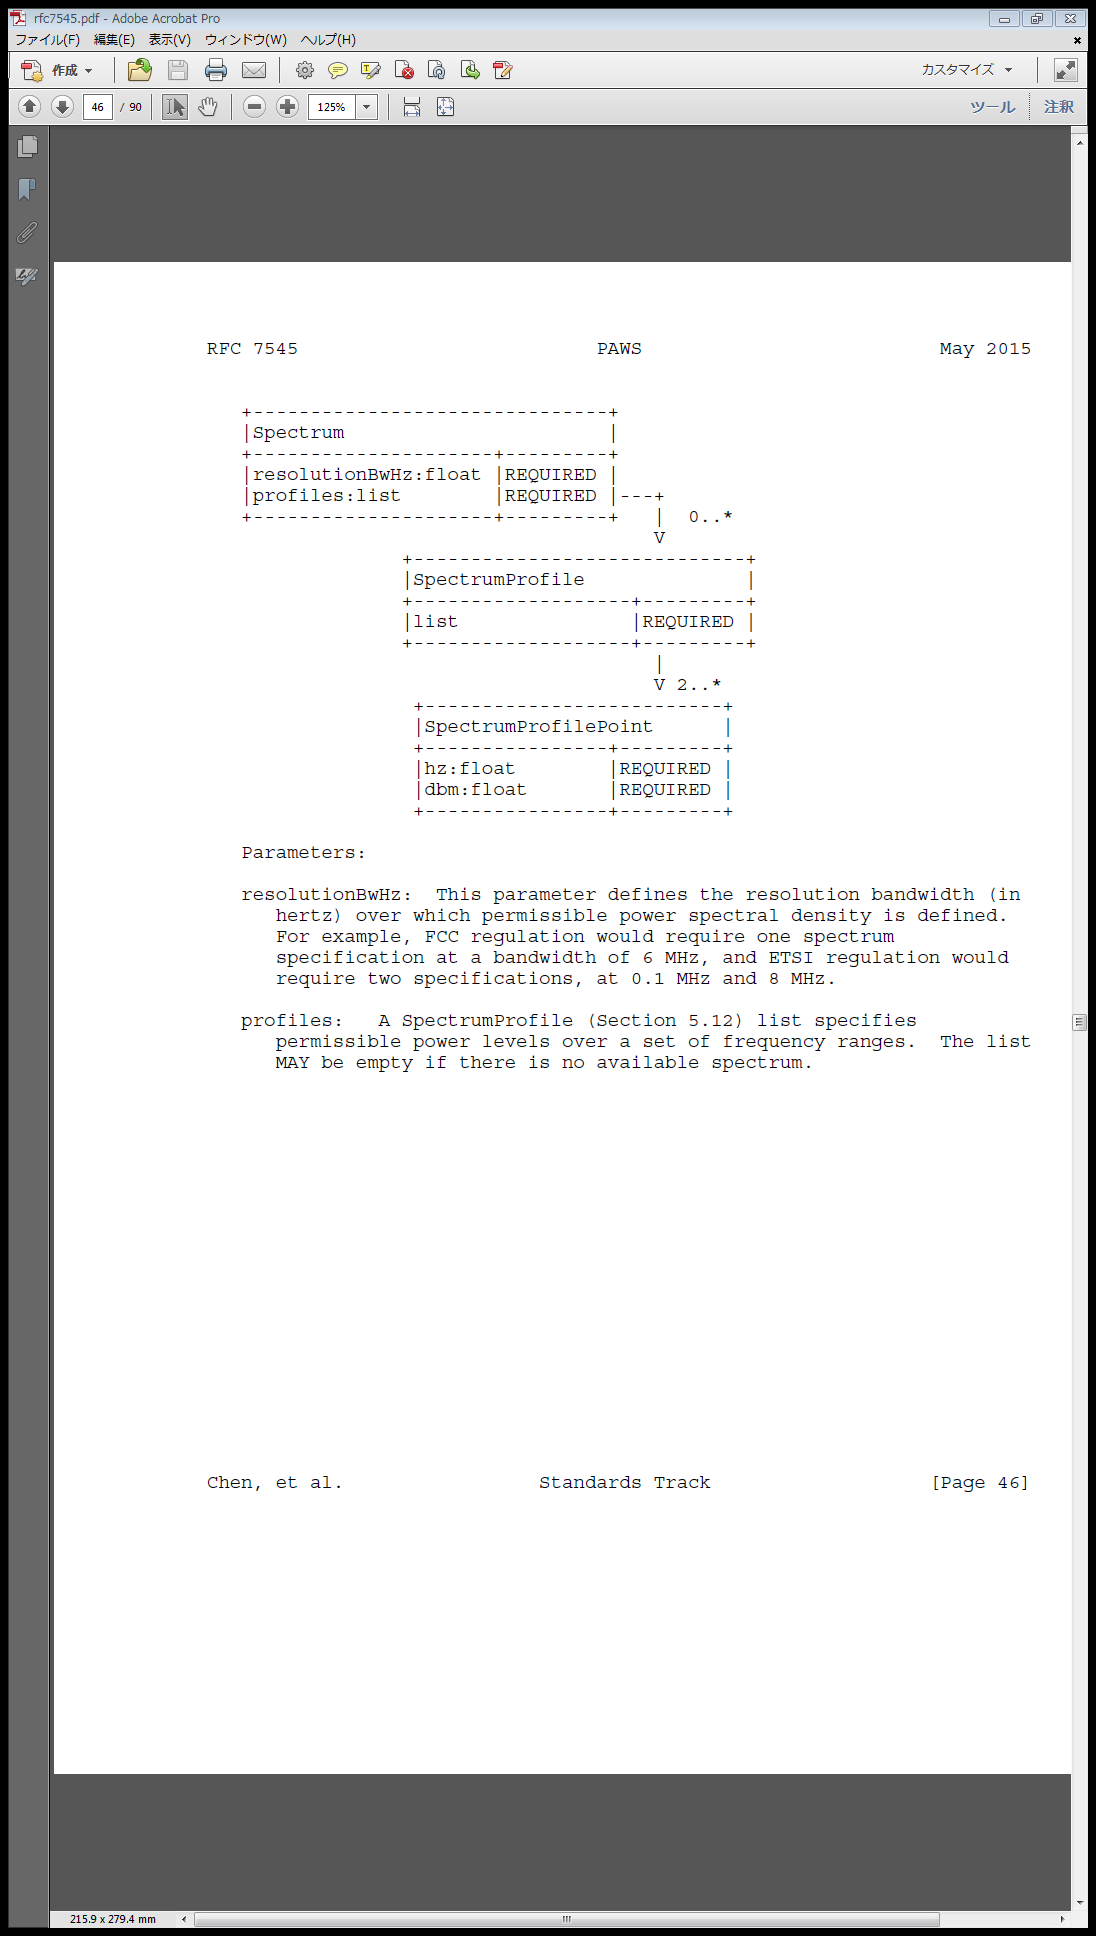 rfc7545.pdf - Adobe Acrobat Pro
ファイル(F) 編集(E) 表示(V) ウィンドウ(W) ヘルプ(H)
作成 カスタマイズ
46 / 90 125% ツール 注釈
RFC 7545 PAWS May 2015
+-------------------------------+
|Spectrum                       |
+---------------------+---------+
|resolutionBwHz:float |REQUIRED |
|profiles:list        |REQUIRED |---+
+---------------------+---------+   |  0..*
V
+-----------------------------+
|SpectrumProfile              |
+-------------------+---------+
|list               |REQUIRED |
+-------------------+---------+
|
V 2..*
+--------------------------+
|SpectrumProfilePoint      |
+----------------+---------+
|hz:float        |REQUIRED |
|dbm:float       |REQUIRED |
+----------------+---------+
Parameters:
resolutionBwHz:  This parameter defines the resolution bandwidth (in
hertz) over which permissible power spectral density is defined.
For example, FCC regulation would require one spectrum
specification at a bandwidth of 6 MHz, and ETSI regulation would
require two specifications, at 0.1 MHz and 8 MHz.
profiles:   A SpectrumProfile (Section 5.12) list specifies
permissible power levels over a set of frequency ranges.  The list
MAY be empty if there is no available spectrum.
Chen, et al. Standards Track [Page 46]
215.9 x 279.4 mm